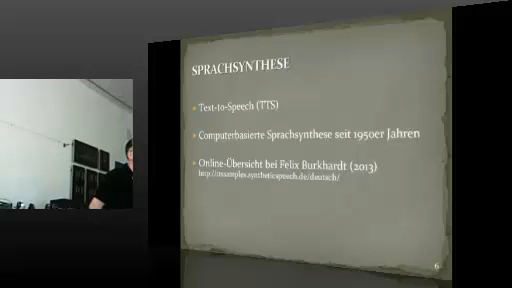 SPRACHSYNTHESE
Text-to-Speech (TTS)
Computerbasierte Sprachsynthese seit 1950er Jahren
Online-Übersicht bei Felix Burkhardt (2013)
http://ttssamples.syntheticspeech.de/deutsch/
6